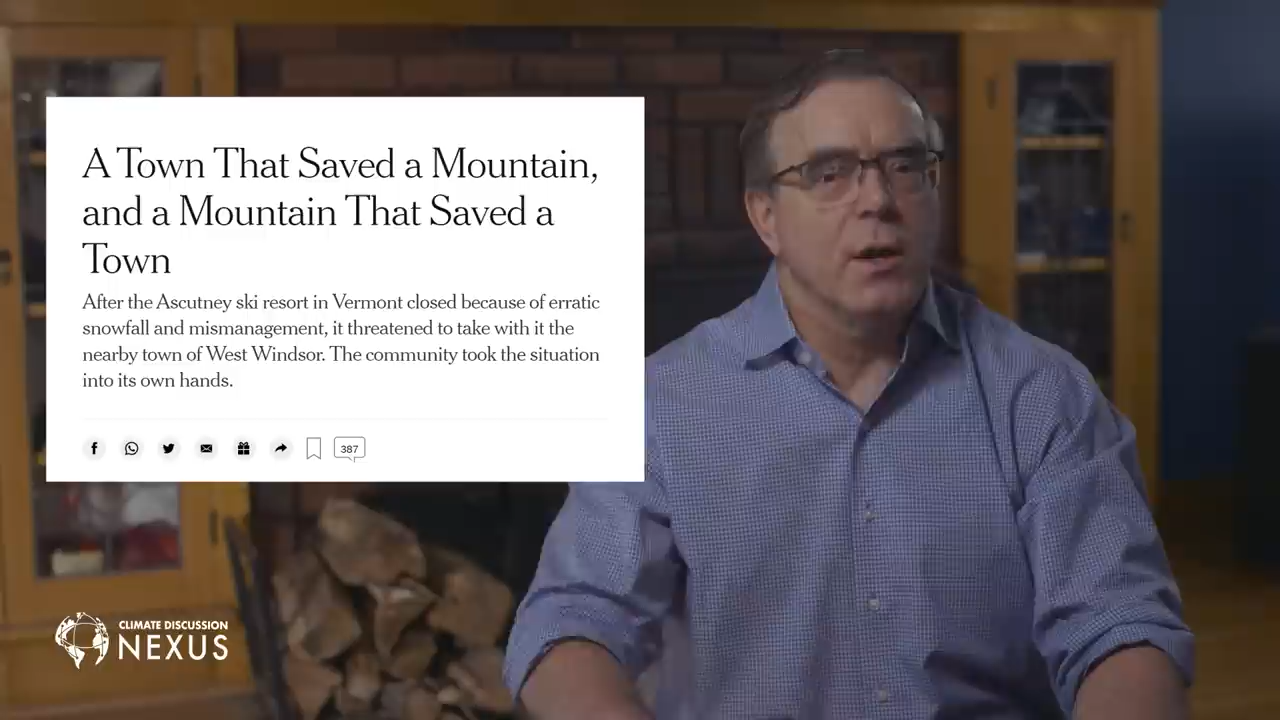 A Town That Saved a Mountain,
and a Mountain That Saved a
Town
After the Ascutney ski resort in Vermont closed because of erratic
snowfall and mismanagement, it threatened to take with it the
nearby town of West Windsor. The community took the situation
into its own hands.
387
CLIMATE DISCUSSION
NEXUS